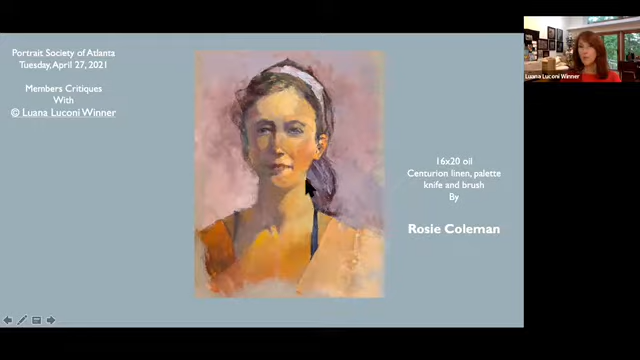 Portrait Society of Atlanta
Tuesday, April 27, 2021
Members Critiques
With
© Luana Luconi Winner
16x20 oil
Centurion linen, palette
knife and brush
By
Rosie Coleman
Luana Luconi Winner